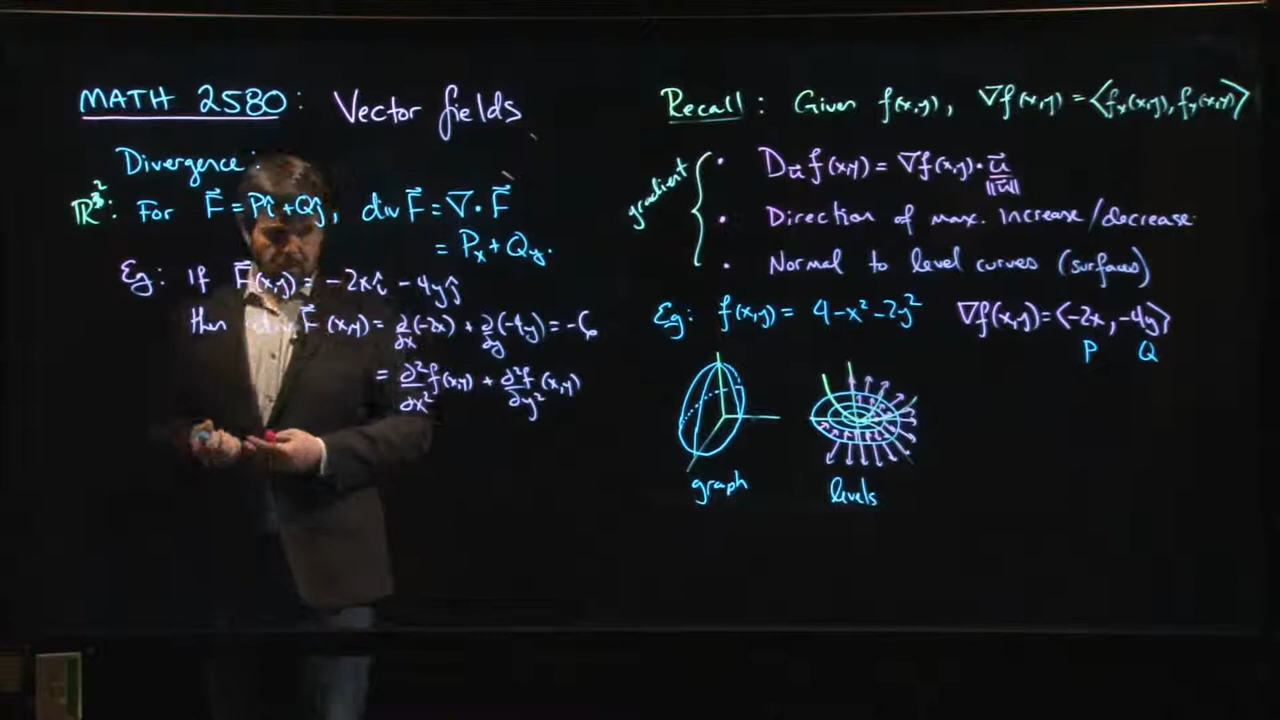 MATH 2580: Vector fields
Divergence:
ℝ²: For F⃗ = Pî + Qĵ, div F⃗ = ∇ · F⃗
= Pₓ + Qᵧ.
Eg: if F⃗(x,y) = -2xî - 4yĵ
then div F⃗(x,y) = ∂/∂x(-2x) + ∂/∂y(-4y) = -6
= ∂²/∂x² f(x,y) + ∂²f/∂y² (x,y)
Recall: Given f(x,y), ∇f(x,y) = ⟨fₓ(x,y), fᵧ(x,y)⟩
gradient
• D_u⃗ f(x,y) = ∇f(x,y) · u⃗/‖u⃗‖
• Direction of max. increase/decrease.
• Normal to level curves (surfaces)
Eg: f(x,y) = 4-x²-2y² ∇f(x,y) = ⟨-2x, -4y⟩
P Q
graph levels